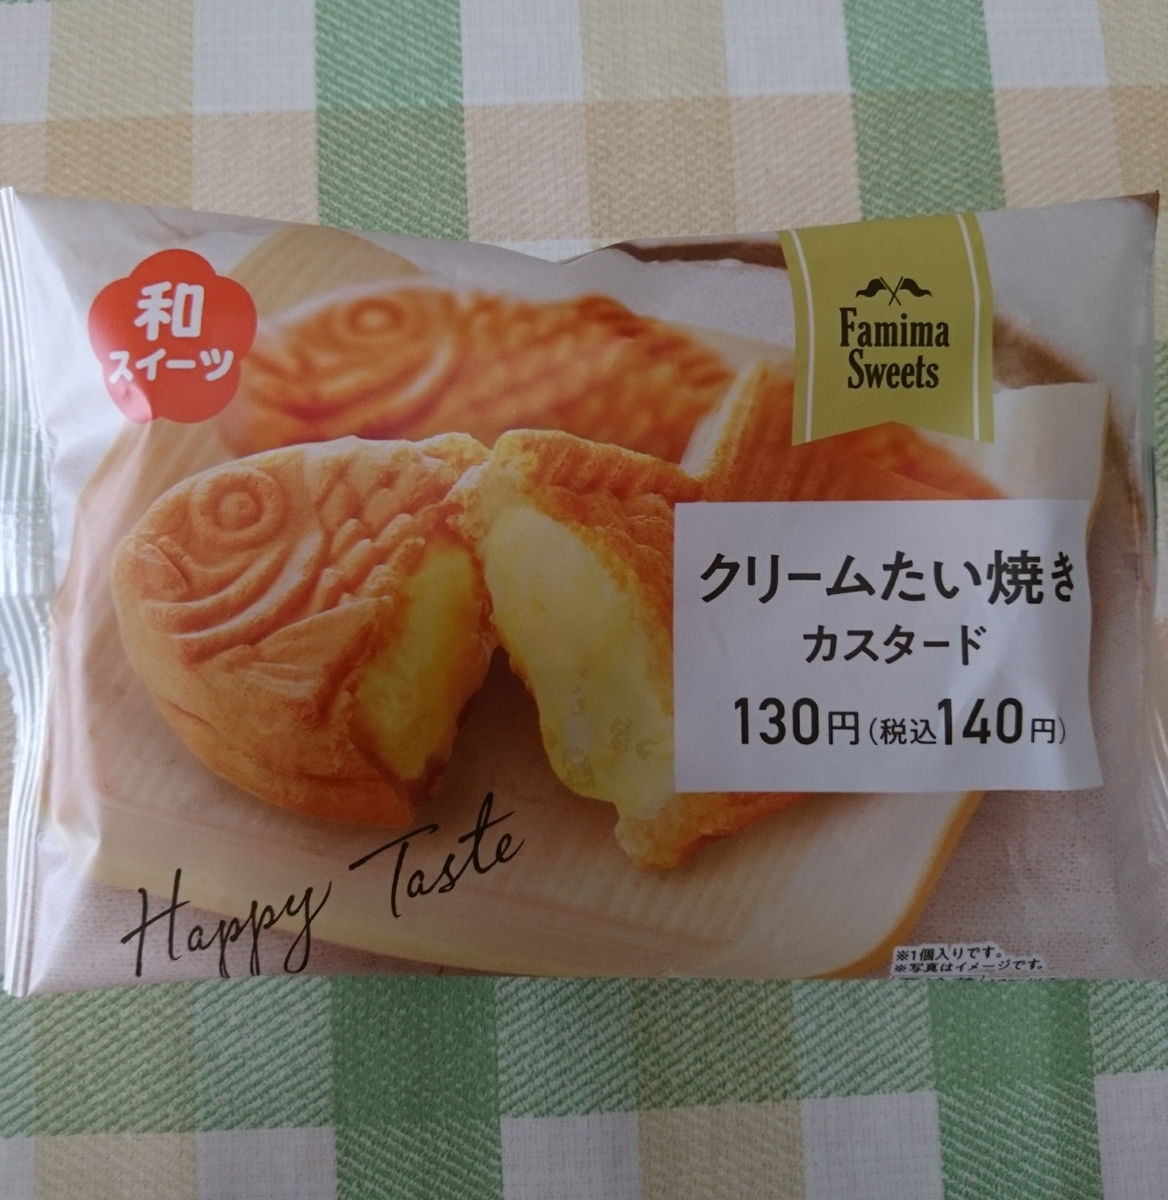 和
スイーツ
Famima
Sweets
クリームたい焼き
カスタード
130円(税込140円)
Happy Taste
※1個入りです。
※写真はイメージです。